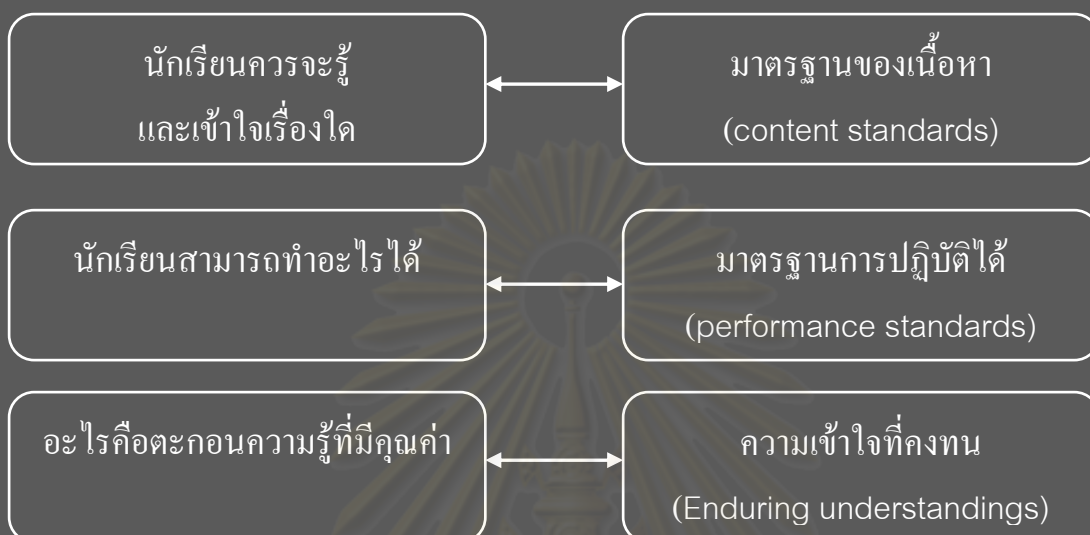 นักเรียนควรจะรู้
และเข้าใจเรื่องใด
มาตรฐานของเนื้อหา
(content standards)
นักเรียนสามารถทำอะไรได้
มาตรฐานการปฏิบัติได้
(performance standards)
อะไรคือตะกอนความรู้ที่มีคุณค่า
ความเข้าใจที่คงทน
(Enduring understandings)